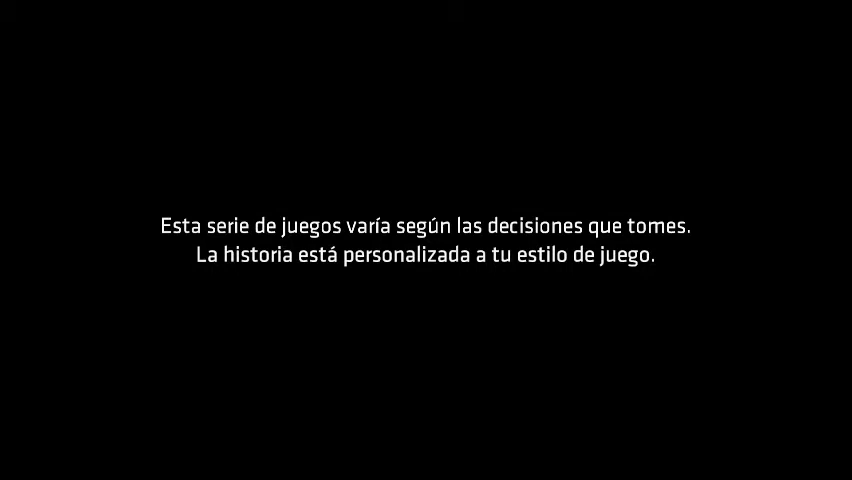 Esta serie de juegos varía según las decisiones que tomes.
La historia está personalizada a tu estilo de juego.